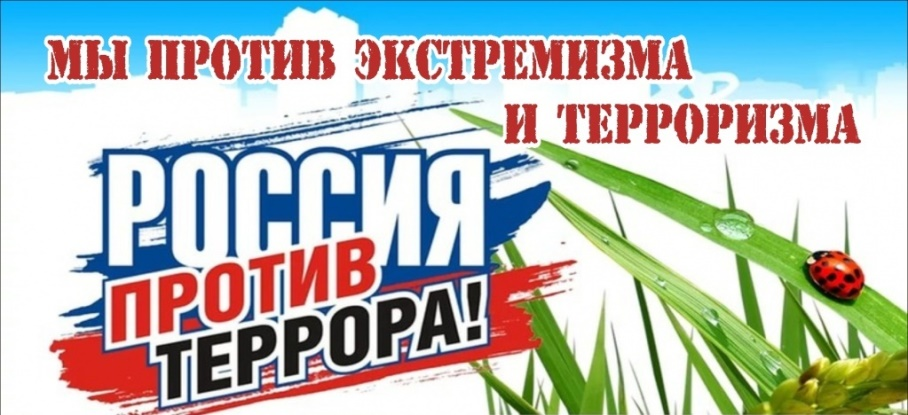 МЫ ПРОТИВ ЭКСТРЕМИЗМА
И ТЕРРОРИЗМА
РОССИЯ
ПРОТИВ
ТЕРРОРА!